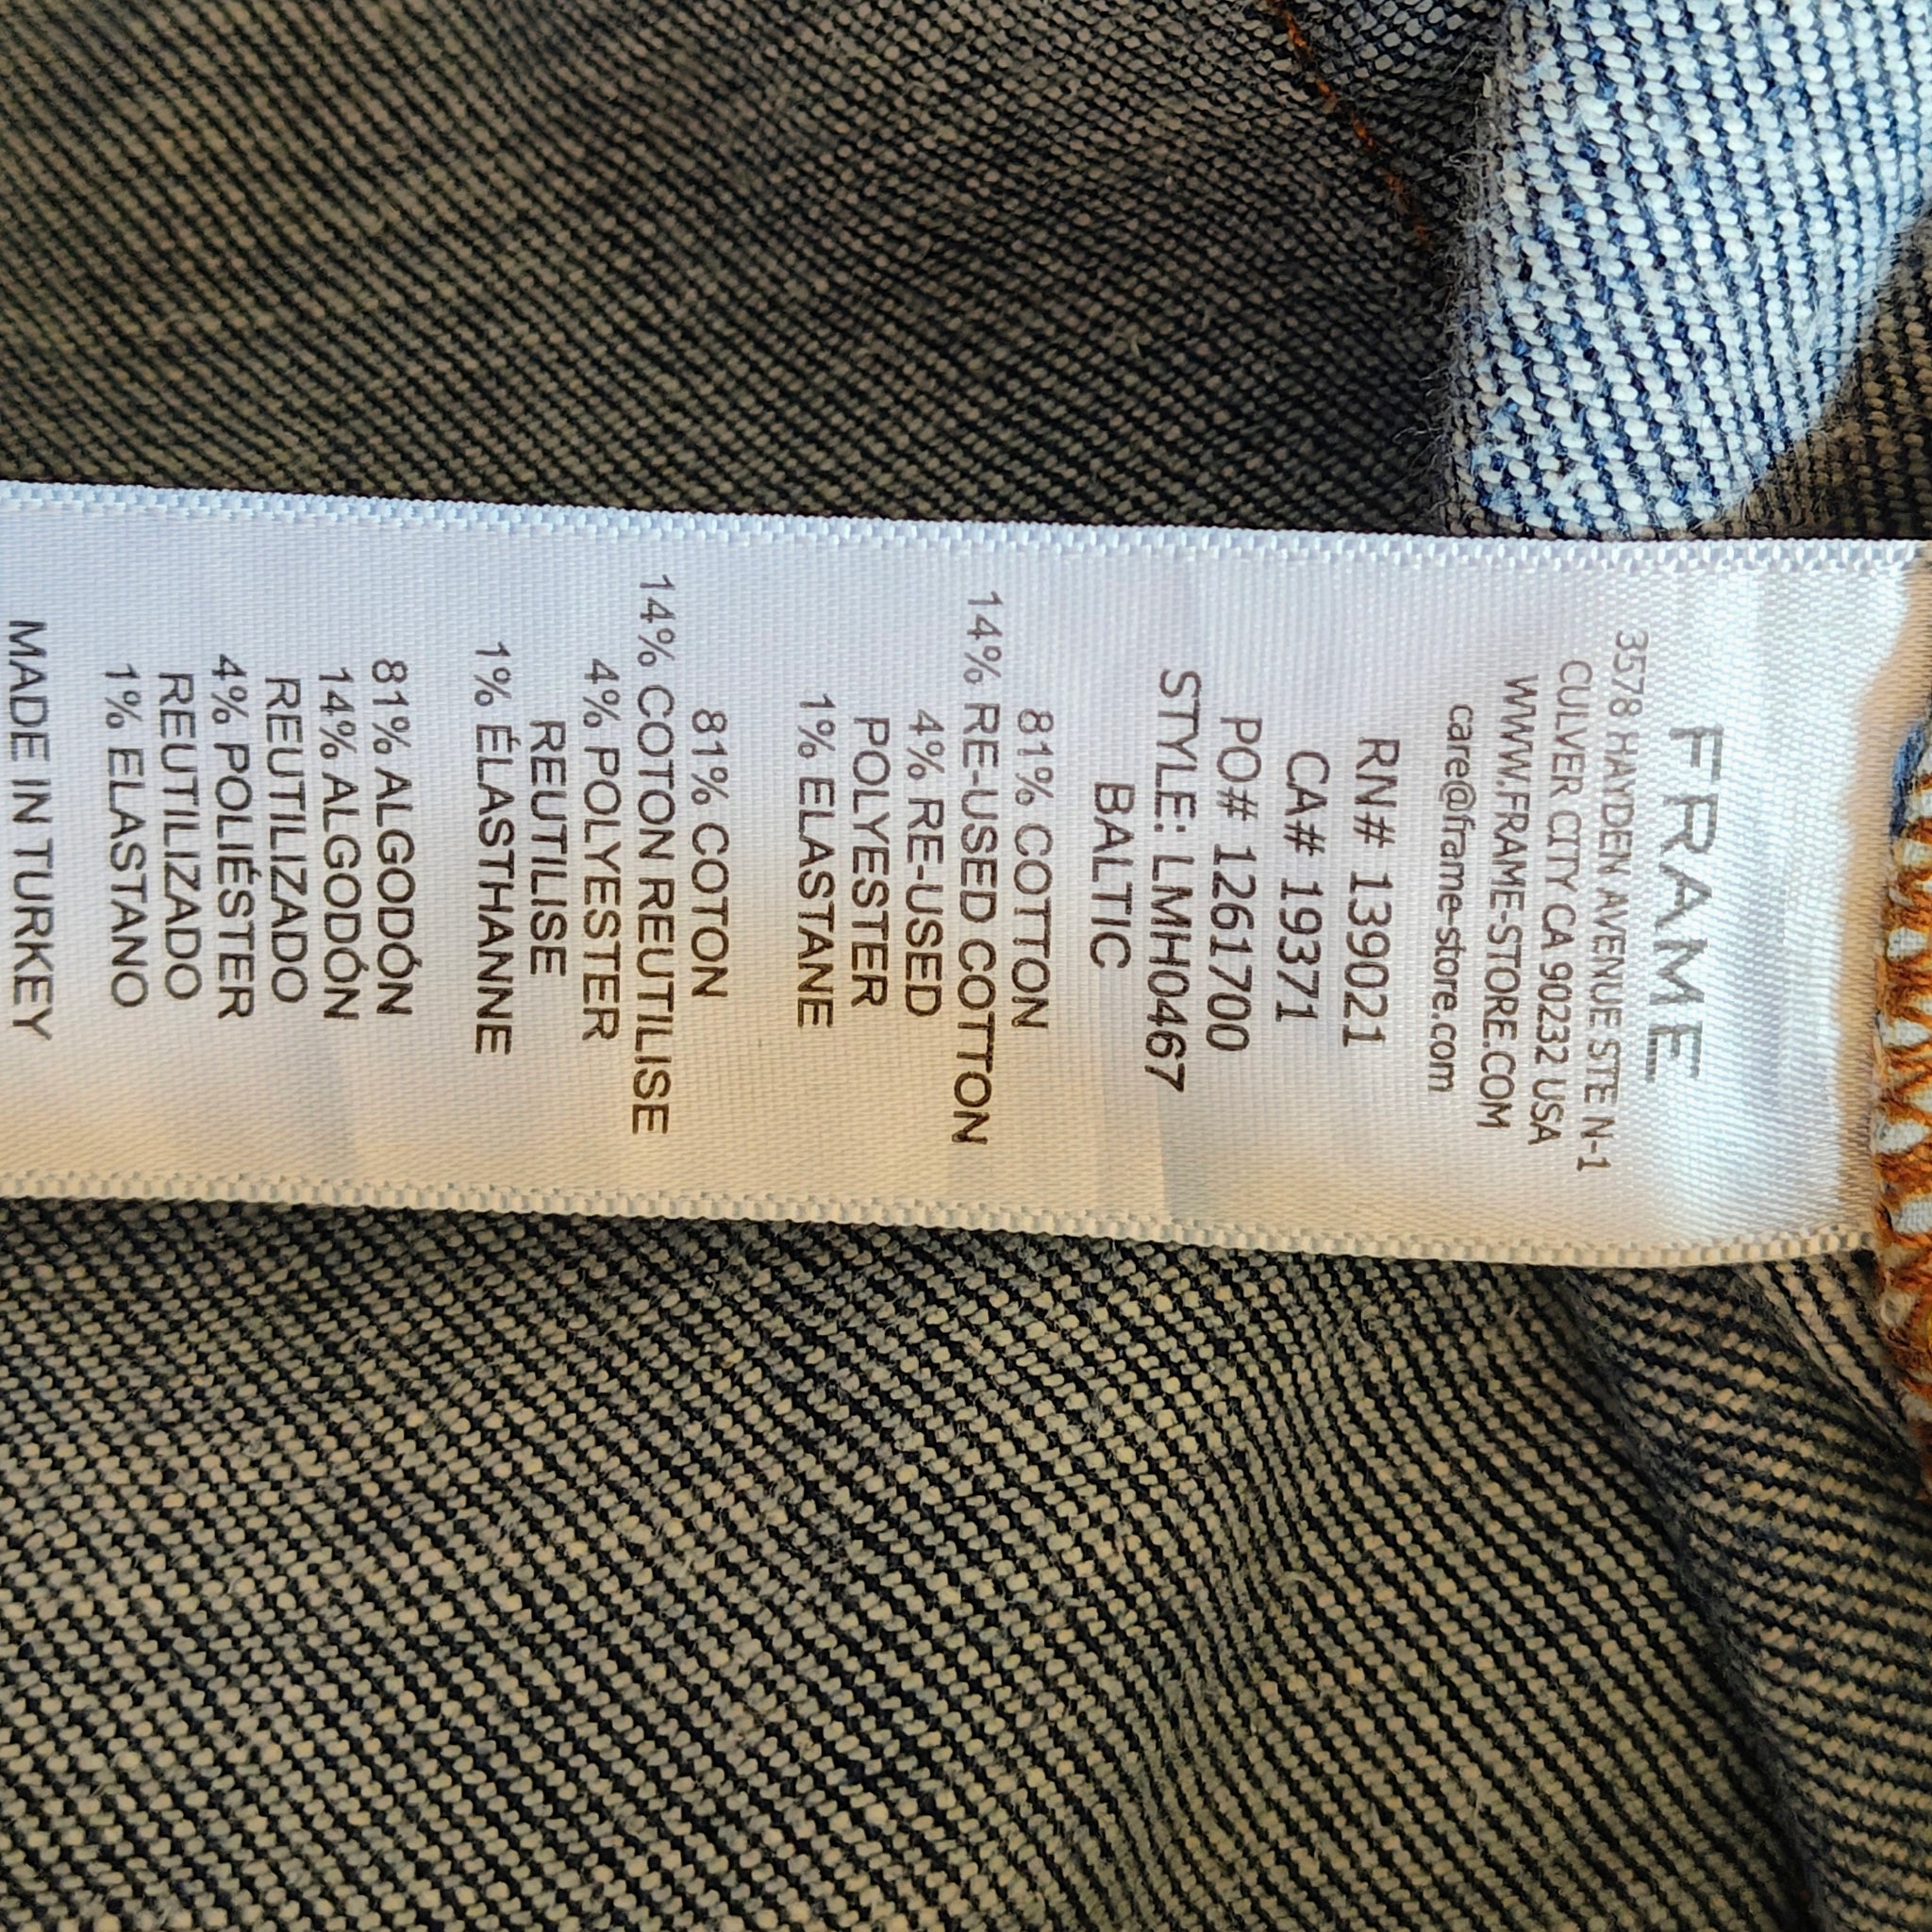 FRAME
3578 HAYDEN AVENUE STE N-1
CULVER CITY CA 90232 USA
WWW.FRAME-STORE.COM
care@frame-store.com
RN# 139021
CA# 19371
PO# 1261700
STYLE: LMH0467
BALTIC
81% COTTON
14% RE-USED COTTON
4% RE-USED
POLYESTER
1% ELASTANE
81% COTON
14% COTON REUTILISE
4% POLYESTER
REUTILISE
1% ÉLASTHANNE
81% ALGODÓN
14% ALGODÓN
REUTILIZADO
4% POLIÉSTER
REUTILIZADO
1% ELASTANO
MADE IN TURKEY